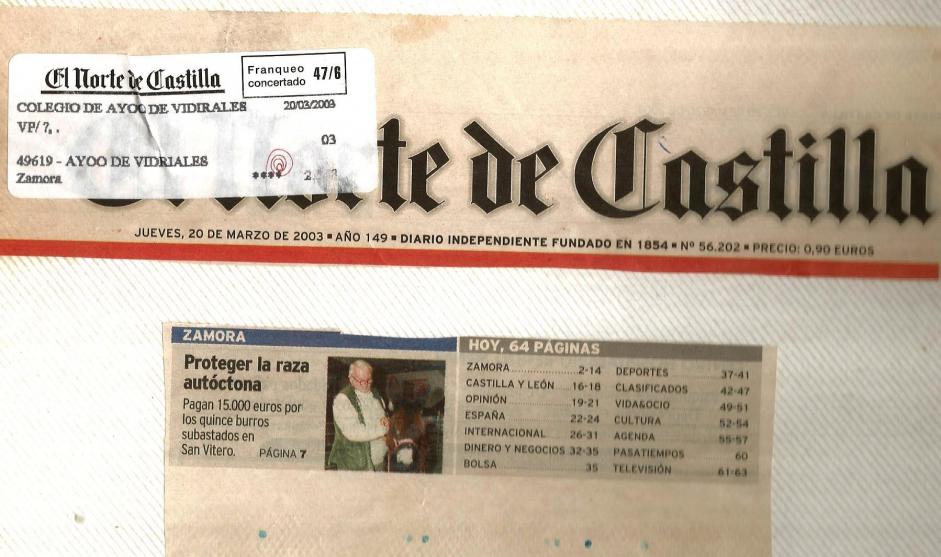 El Norte de Castilla
Franqueo
concertado 47/6
COLEGIO DE AYOO DE VIDIRALES
20/03/2003
VP/ 7, .
03
49619 - AYOO DE VIDRIALES
Zamora
****
El Norte de Castilla
JUEVES, 20 DE MARZO DE 2003 ▪ AÑO 149 ▪ DIARIO INDEPENDIENTE FUNDADO EN 1854 ▪ Nº 56.202 ▪ PRECIO: 0,90 EUROS
ZAMORA
Proteger la raza
autóctona
Pagan 15.000 euros por
los quince burros
subastados en
San Vitero. PÁGINA 7
HOY, 64 PÁGINAS
ZAMORA 2-14
CASTILLA Y LEÓN 16-18
OPINIÓN 19-21
ESPAÑA 22-24
INTERNACIONAL 26-31
DINERO Y NEGOCIOS 32-35
BOLSA 35
DEPORTES 37-41
CLASIFICADOS 42-47
VIDA&OCIO 49-51
CULTURA 52-54
AGENDA 55-57
PASATIEMPOS 60
TELEVISIÓN 61-63